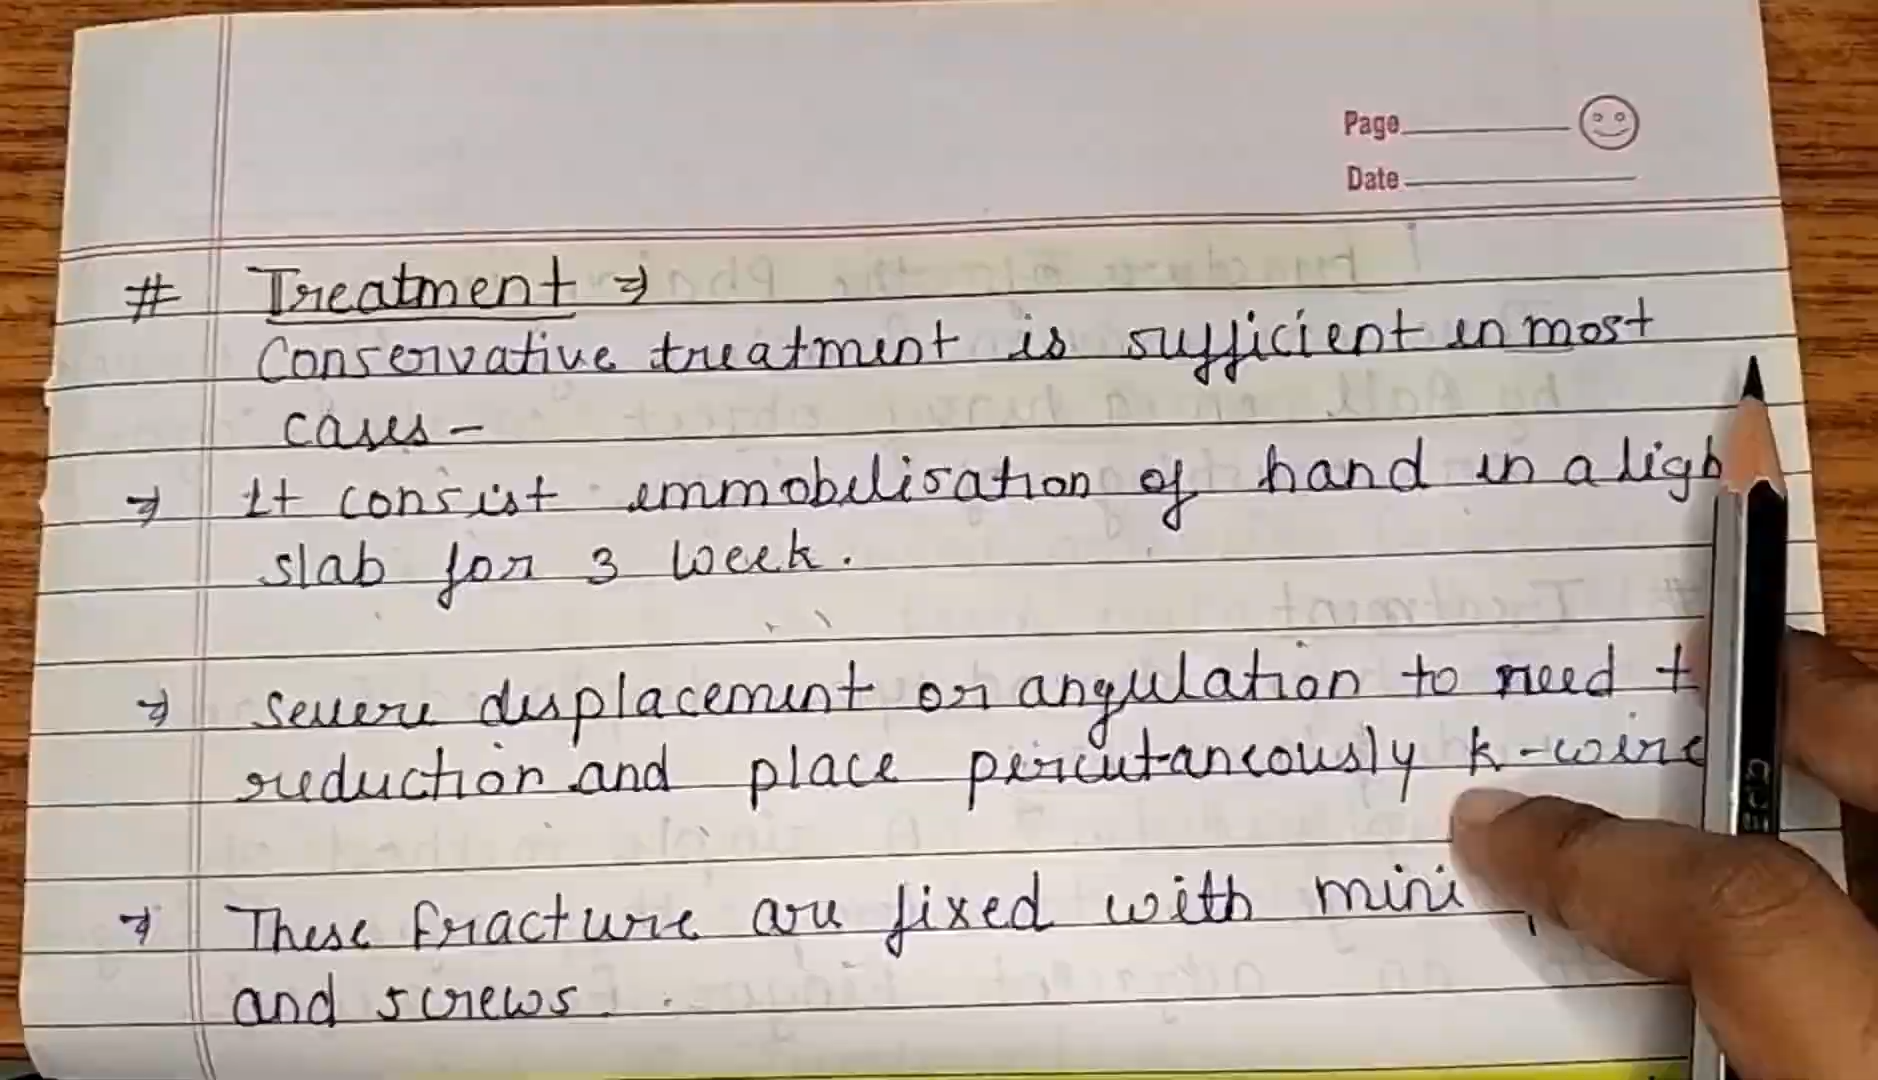 Page
Date
# Treatment ⇒
Conservative treatment is sufficient in most
cases -
⇒ It consist immobilisation of hand in a ligh
slab for 3 week.
⇒ Severe displacement or angulation to need t
reduction and place percutaneously k-wire
⇒ These fracture are fixed with mini
and screws.